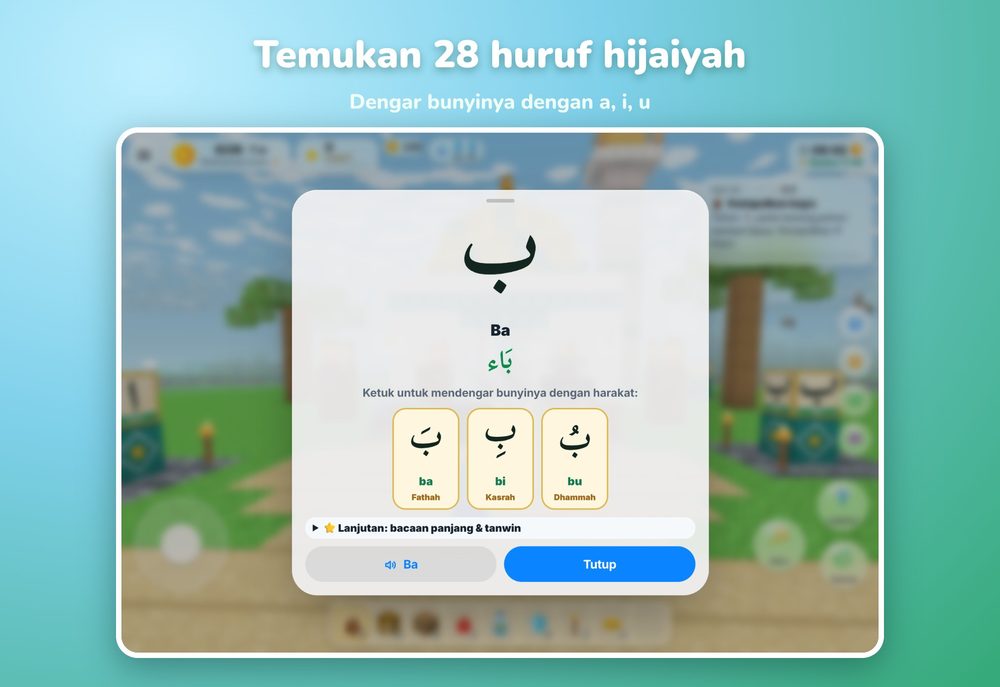 Temukan 28 huruf hijaiyah
Dengar bunyinya dengan a, i, u
ب
Ba
بَاء
Ketuk untuk mendengar bunyinya dengan harakat:
بَ بِ بُ
ba bi bu
Fathah Kasrah Dhammah
Lanjutan: bacaan panjang & tanwin
Ba Tutup